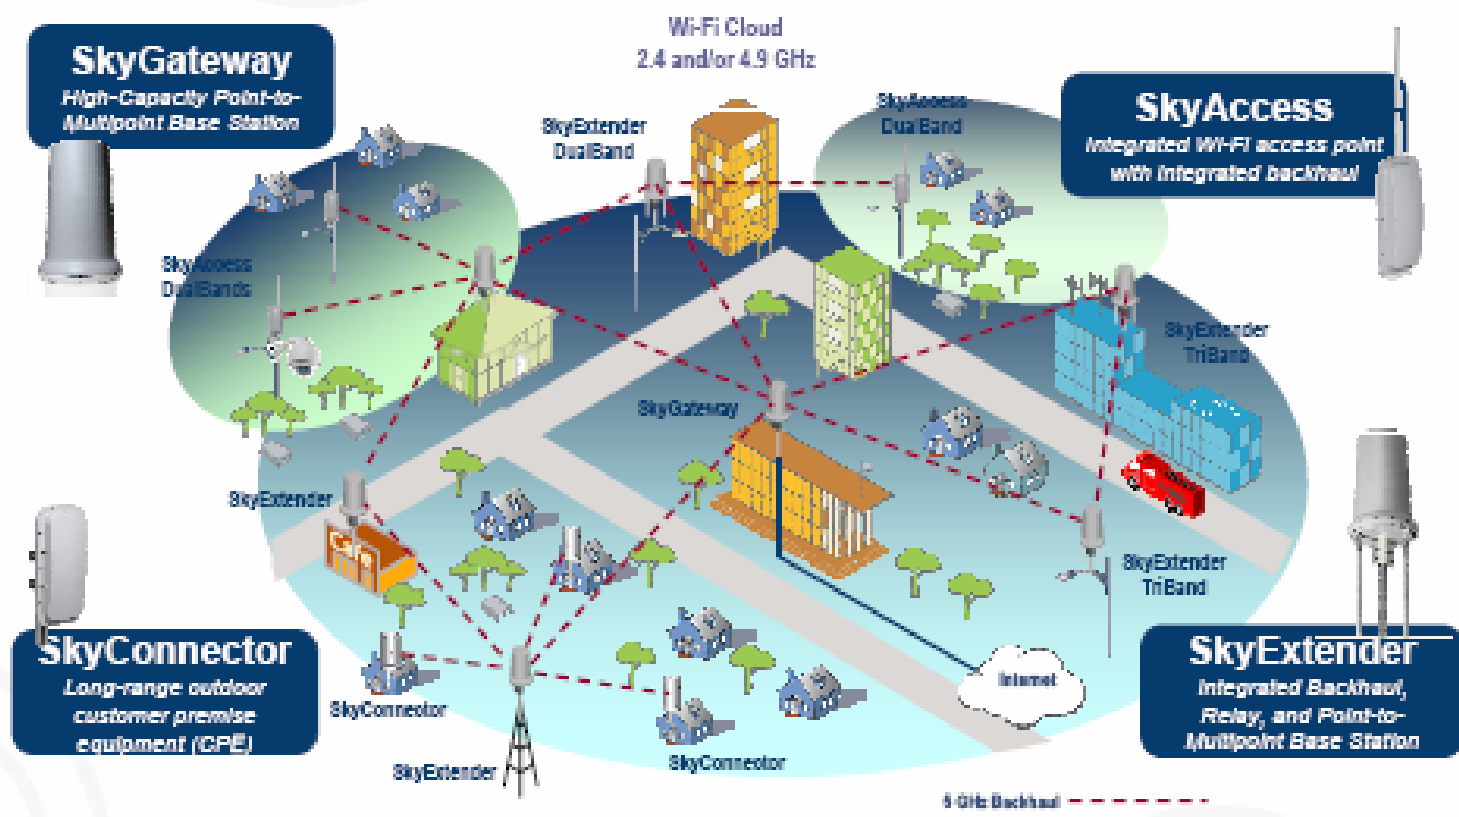 Wi-Fi Cloud
2.4 and/or 4.9 GHz
SkyGateway
High-Capacity Point-to-
Multipoint Base Station
SkyAccess
Integrated Wi-Fi access point
with integrated backhaul
SkyExtender
DualBand
SkyAccess
DualBand
SkyAccess
DualBands
SkyExtender
TriBand
SkyGateway
SkyExtender
SkyExtender
TriBand
SkyConnector
Long-range outdoor
customer premise
equipment (CPE)
SkyExtender
Integrated Backhaul,
Relay, and Point-to-
Multipoint Base Station
Internet
SkyConnector
SkyExtender
SkyConnector
5 GHz Backhaul